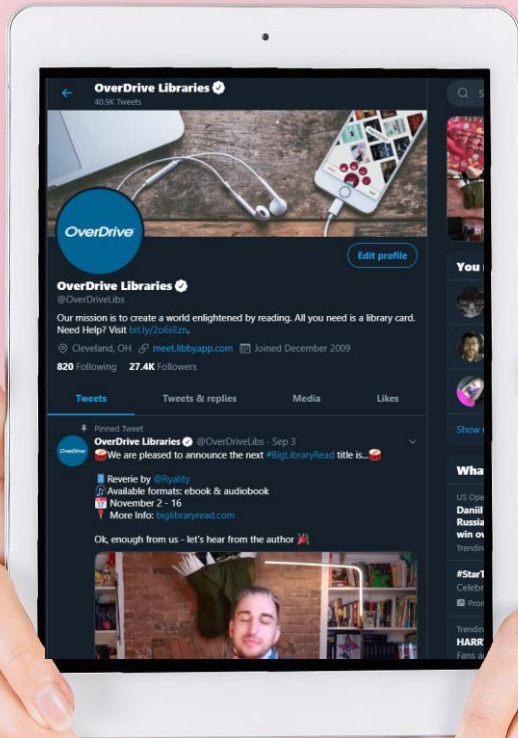 OverDrive Libraries
40.9K Tweets
OverDrive
Edit profile
OverDrive Libraries
@OverDriveLibs
Our mission is to create a world enlightened by reading. All you need is a library card.
Need Help? Visit bit.ly/2o6sEzn.
Cleveland, OH meet.libbyapp.com Joined December 2009
820 Following 27.4K Followers
Tweets Tweets & replies Media Likes
Pinned Tweet
OverDrive Libraries @OverDriveLibs · Sep 3
We are pleased to announce the next #BigLibraryRead title is...
Reverie by @Ryality
Available formats: ebook & audiobook
November 2 - 16
More Info: biglibraryread.com
Ok, enough from us - let's hear from the author
You
Show
US Ope
Daniil
Russia
win ov
Trendin
#StarT
Celebr
Pron
Trendin
HARR
Fans a